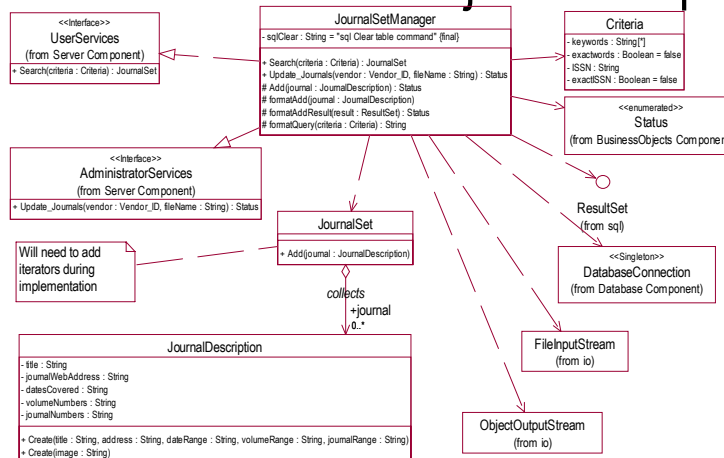 <<Interface>>
UserServices
(from Server Component)
+ Search(criteria : Criteria) : JournalSet
JournalSetManager
- sqlClear : String = "sql Clear table command" {final}
+ Search(criteria : Criteria) : JournalSet
+ Update_Journals(vendor : Vendor_ID, fileName : String) : Status
# Add(journal : JournalDescription) : Status
# formatAdd(journal : JournalDescription)
# formatAddResult(result : ResultSet) : Status
# formatQuery(criteria : Criteria) : String
Criteria
- keywords : String[*]
- exactwords : Boolean = false
- ISSN : String
- exactISSN : Boolean = false
<<enumerated>>
Status
(from BusinessObjects Component
<<Interface>>
AdministratorServices
(from Server Component)
+ Update_Journals(vendor : Vendor_ID, fileName : String) : Status
ResultSet
(from sql)
JournalSet
+ Add(journal : JournalDescription)
Will need to add
iterators during
implementation
<<Singleton>>
DatabaseConnection
(from Database Component)
collects
+journal
0..*
FileInputStream
(from io)
JournalDescription
- title : String
- journalWebAddress : String
- datesCovered : String
- volumeNumbers : String
- journalNumbers : String
+ Create(title : String, address : String, dateRange : String, volumeRange : String, journalRange : String)
+ Create(image : String)
ObjectOutputStream
(from io)